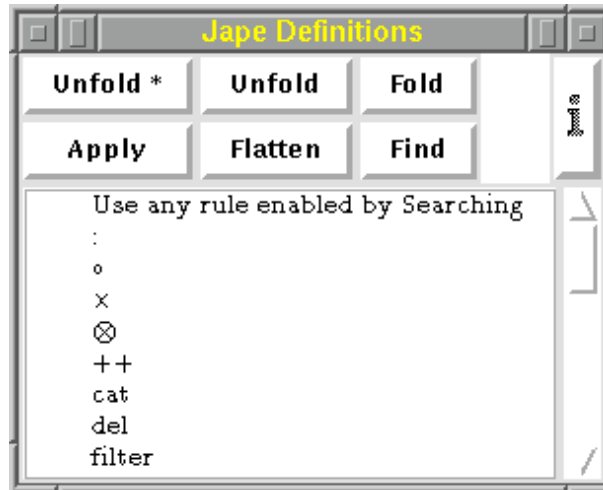 Jape Definitions
Unfold * Unfold Fold
i
Apply Flatten Find
Use any rule enabled by Searching
:
∘
×
⊗
++
cat
del
filter